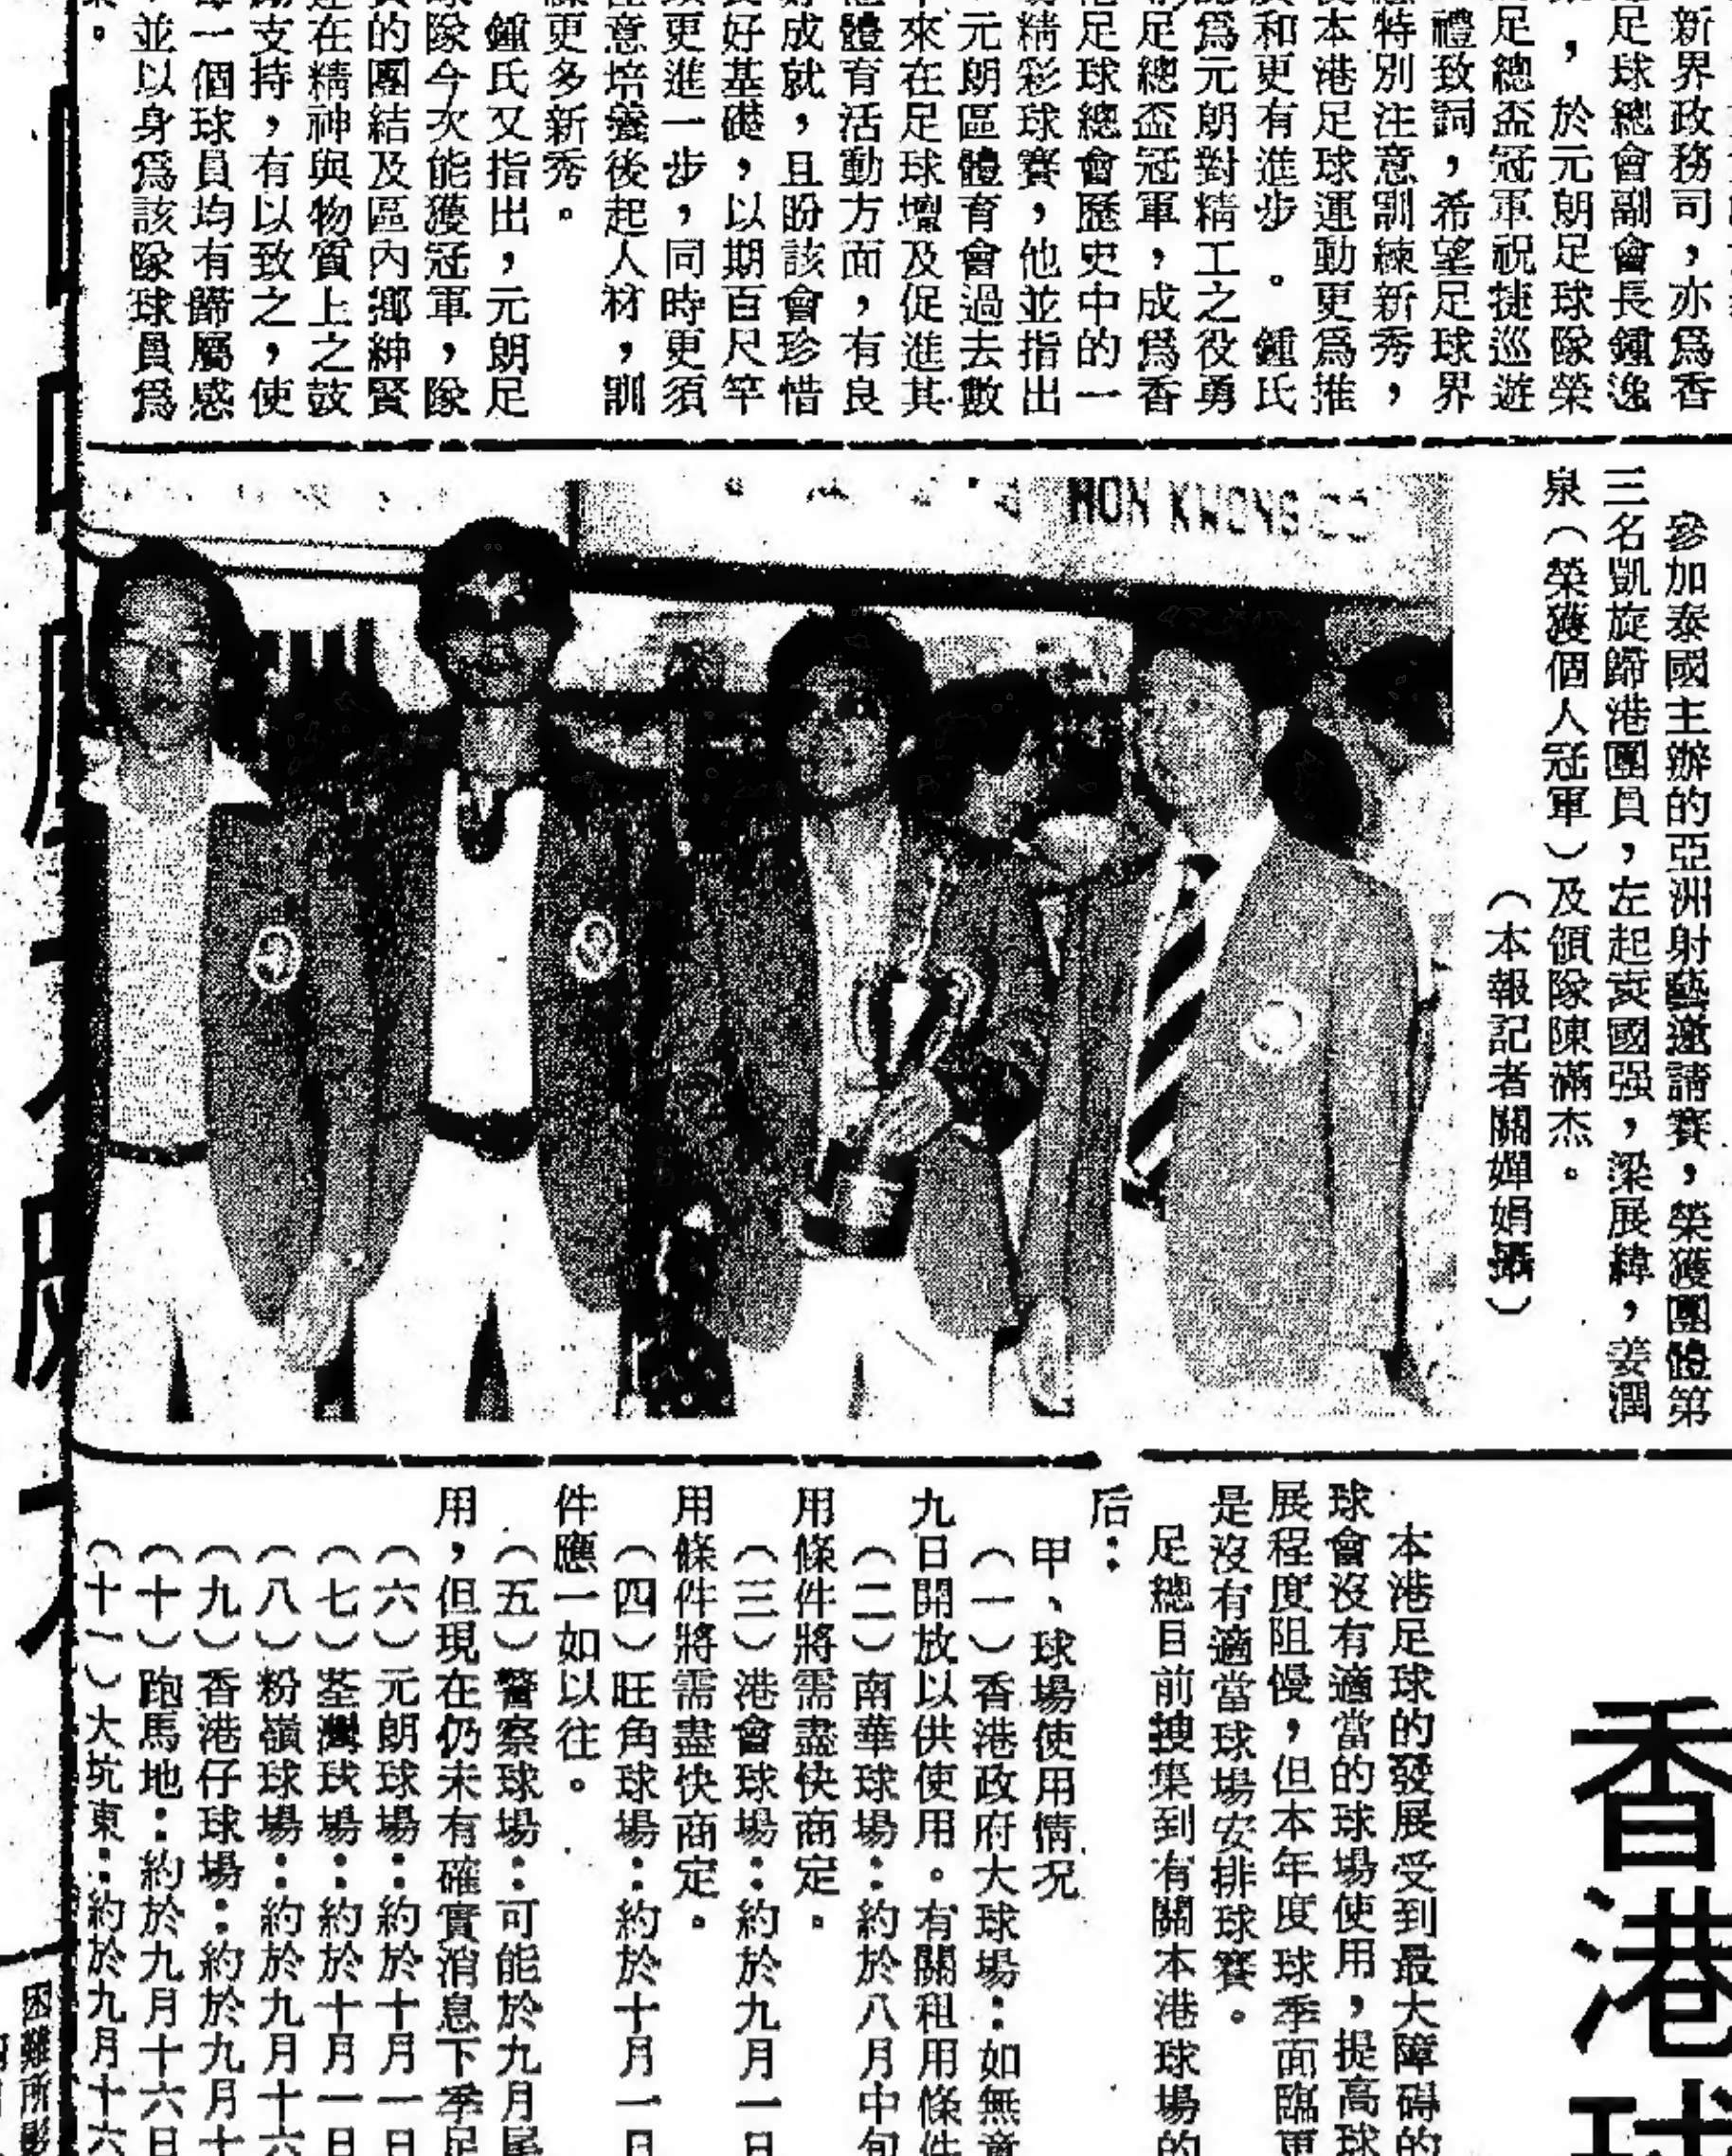 新界政務司，亦爲香
足球總會副會長鍾逸
，於元朗足球隊榮
足總盃冠軍祝捷巡遊
禮致詞，希望足球界
特別注意訓練新秀，
本港足球運動更爲推
和更有進步。鍾氏
爲元朗對精工之役勇
足總盃冠軍，成爲香
足球總會歷史中的一
精彩球賽，他並指出
元朗區體育會過去數
來在足球壇及促進其
體育活動方面，有良
成就，且盼該會珍惜
好基礎，以期百尺竿
更進一步，同時更須
意培養後起人材，訓
更多新秀。
鍾氏又指出，元朗足
隊今次能獲冠軍，隊
的團結及區內鄉紳賢
在精神與物質上之鼓
支持，有以致之，使
一個球員均有歸屬感
並以身爲該隊球員爲
。
HON KWONG CO
參加泰國主辦的亞洲射藝邀請賽，榮獲團體第
三名凱旋歸港團員，左起袁國强，梁展緯，姜潤
泉（榮獲個人冠軍）及領隊陳滿杰。
（本報記者關嬋娟攝）
香港球
本港足球的發展受到最大障碍的
球會沒有適當的球場使用，提高球
展程度阻慢，但本年度球季面臨更
是沒有適當球場安排球賽。
足總目前搜集到有關本港球場的
后：
甲、球場使用情況
（一）香港政府大球場：如無意
九日開放以供使用。有關租用條件
（二）南華球場：約於八月中旬
用條件將需盡快商定。
（三）港會球場：約於九月一日
用條件將需盡快商定。
（四）旺角球場：約於十月一日
件應一如以往。
（五）警察球場：可能於九月尾
用，但現在仍未有確實消息下季足
（六）元朗球場：約於十月一日
（七）荃灣球場：約於十月一日
（八）粉嶺球場：約於九月十六
（九）香港仔球場：約於九月十
（十）跑馬地：約於九月十六日
（十一）大坑東：約於九月十六
困難所影